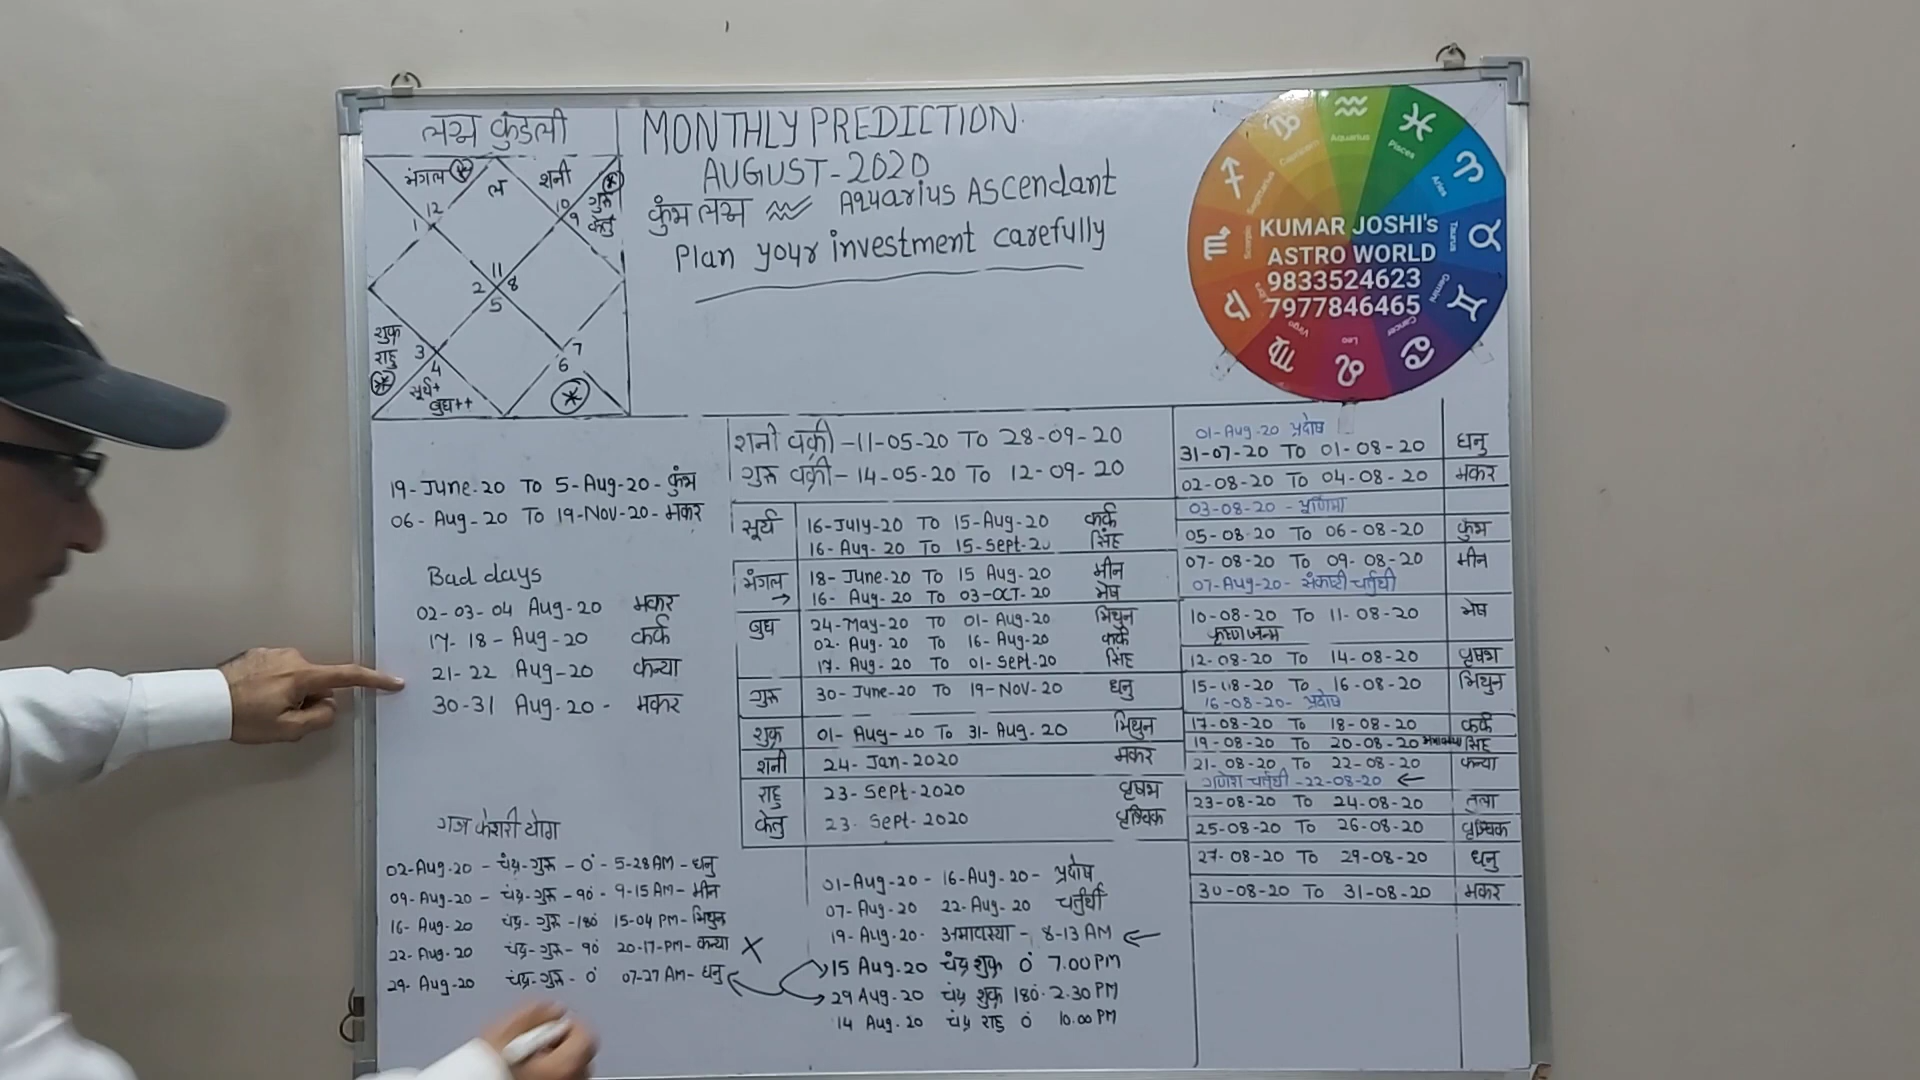 लग्न कुंडली
मंगल
ल
शनी
12
10
गुरु
1
9
केतु
11
2
8
5
शुक्र
राहु
3
7
4
6
सूर्य+
बुध++
MONTHLY PREDICTION
AUGUST-2020
कुंभ लग्न ♒ Aquarius ASCENDANT
Plan your investment carefully
Capricorn
Aquarius
Pisces
Aries
Taurus
Gemini
Cancer
Leo
Virgo
Libra
Scorpio
Sagittarius
KUMAR JOSHI's
ASTRO WORLD
9833524623
7977846465
19-June-20 TO 5-Aug-20-कुंभ
06-Aug-20 TO 19-Nov-20-मकर
Bad days
02-03-04 Aug-20 मकर
17-18-Aug-20 कर्क
21-22 Aug-20 कन्या
30-31 Aug-20- मकर
गज केशरी योग
02-Aug-20 - चंद्र-गुरु - 0° - 5-28AM - धनु
09-Aug-20 - चंद्र-गुरु - 90° - 9-15AM- मीन
16-Aug-20 चंद्र-गुरु -180° 15-04 PM- मिथुन
22-Aug-20 चंद्र-गुरु - 90° 20-17-PM- कन्या X
29-Aug-20 चंद्र-गुरु - 0° 07-27 AM- धनु
शनी वक्री -11-05-20 TO 28-09-20
गुरु वक्री- 14-05-20 TO 12-09-20
सूर्य 16-July-20 TO 15-Aug-20 कर्क
16-Aug-20 TO 15-Sept-20 सिंह
मंगल 18-June-20 TO 15 Aug-20 मीन
→ 16-Aug-20 TO 03-OCT-20 मेष
बुध 24-May-20 TO 01-Aug-20 मिथुन
02-Aug-20 TO 16-Aug-20 कर्क
17-Aug-20 TO 01-Sept-20 सिंह
गुरु 30-June-20 TO 19-Nov-20 धनु
शुक्र 01-Aug-20 TO 31-Aug-20 मिथुन
शनी 24-Jan-2020 मकर
राहु 23-Sept-2020 वृषभ
केतु 23-Sept-2020 वृश्चिक
01-Aug-20 - 16-Aug-20- प्रदोष
07-Aug-20 22-Aug-20 चर्तुर्थी
19-Aug-20- अमावस्या - 8-13 AM ←
15 Aug-20 चंद्र शुक्र 0° 7.00 PM
29 Aug-20 चंद्र शुक्र 180°-2.30 PM
14 Aug-20 चंद्र राहु 0° 10.00 PM
01-Aug-20 प्रदोष
31-07-20 TO 01-08-20 धनु
02-08-20 TO 04-08-20 मकर
03-08-20 - पूर्णिमा
05-08-20 TO 06-08-20 कुंभ
07-08-20 TO 09-08-20 मीन
07-Aug-20- संकष्टी चर्तुर्थी
10-08-20 TO 11-08-20 मेष
कृष्णजन्म
12-08-20 TO 14-08-20 वृषभ
15-08-20 TO 16-08-20 मिथुन
16-08-20- प्रदोष
17-08-20 TO 18-08-20 कर्क
19-08-20 TO 20-08-20 सिंह
21-08-20 TO 22-08-20 कन्या
गणेश चर्तुर्थी -22-08-20 ←
23-08-20 TO 24-08-20 तुला
25-08-20 TO 26-08-20 वृश्चिक
27-08-20 TO 29-08-20 धनु
30-08-20 TO 31-08-20 मकर